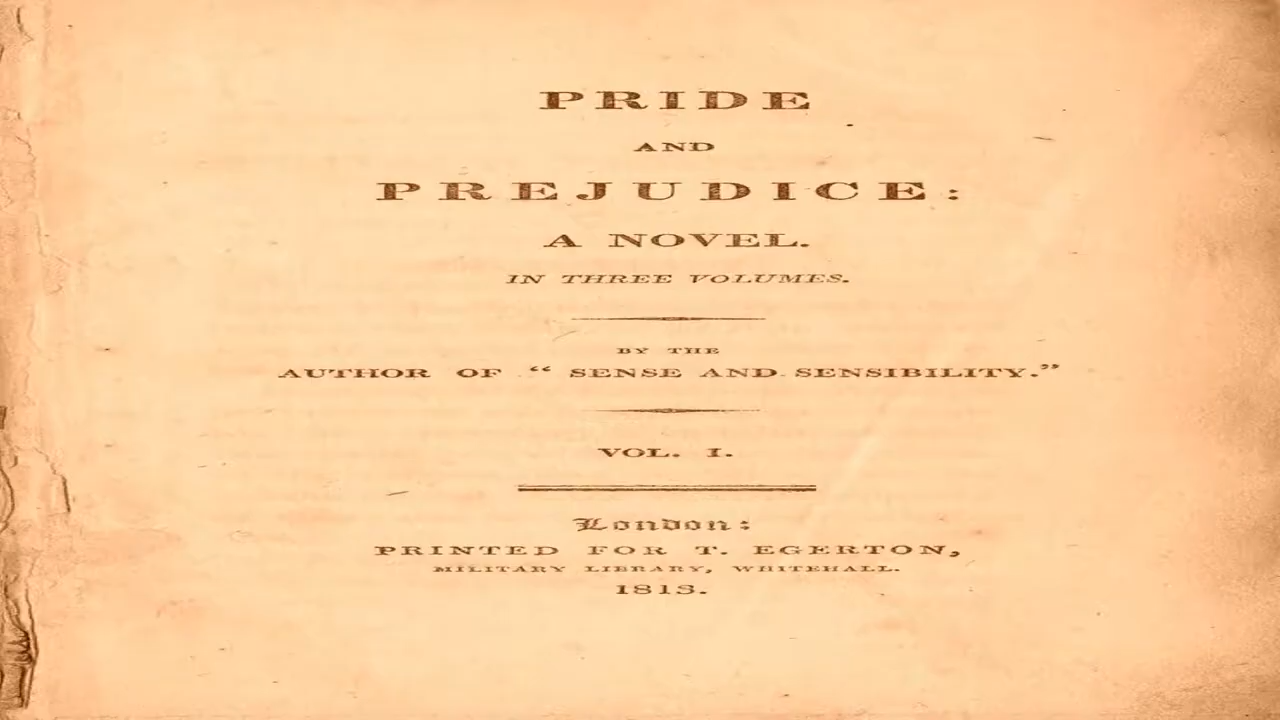 PRIDE
AND
PREJUDICE:
A NOVEL.
IN THREE VOLUMES.
BY THE
AUTHOR OF “ SENSE AND SENSIBILITY.”
VOL. I.
London:
PRINTED FOR T. EGERTON,
MILITARY LIBRARY, WHITEHALL.
1813.